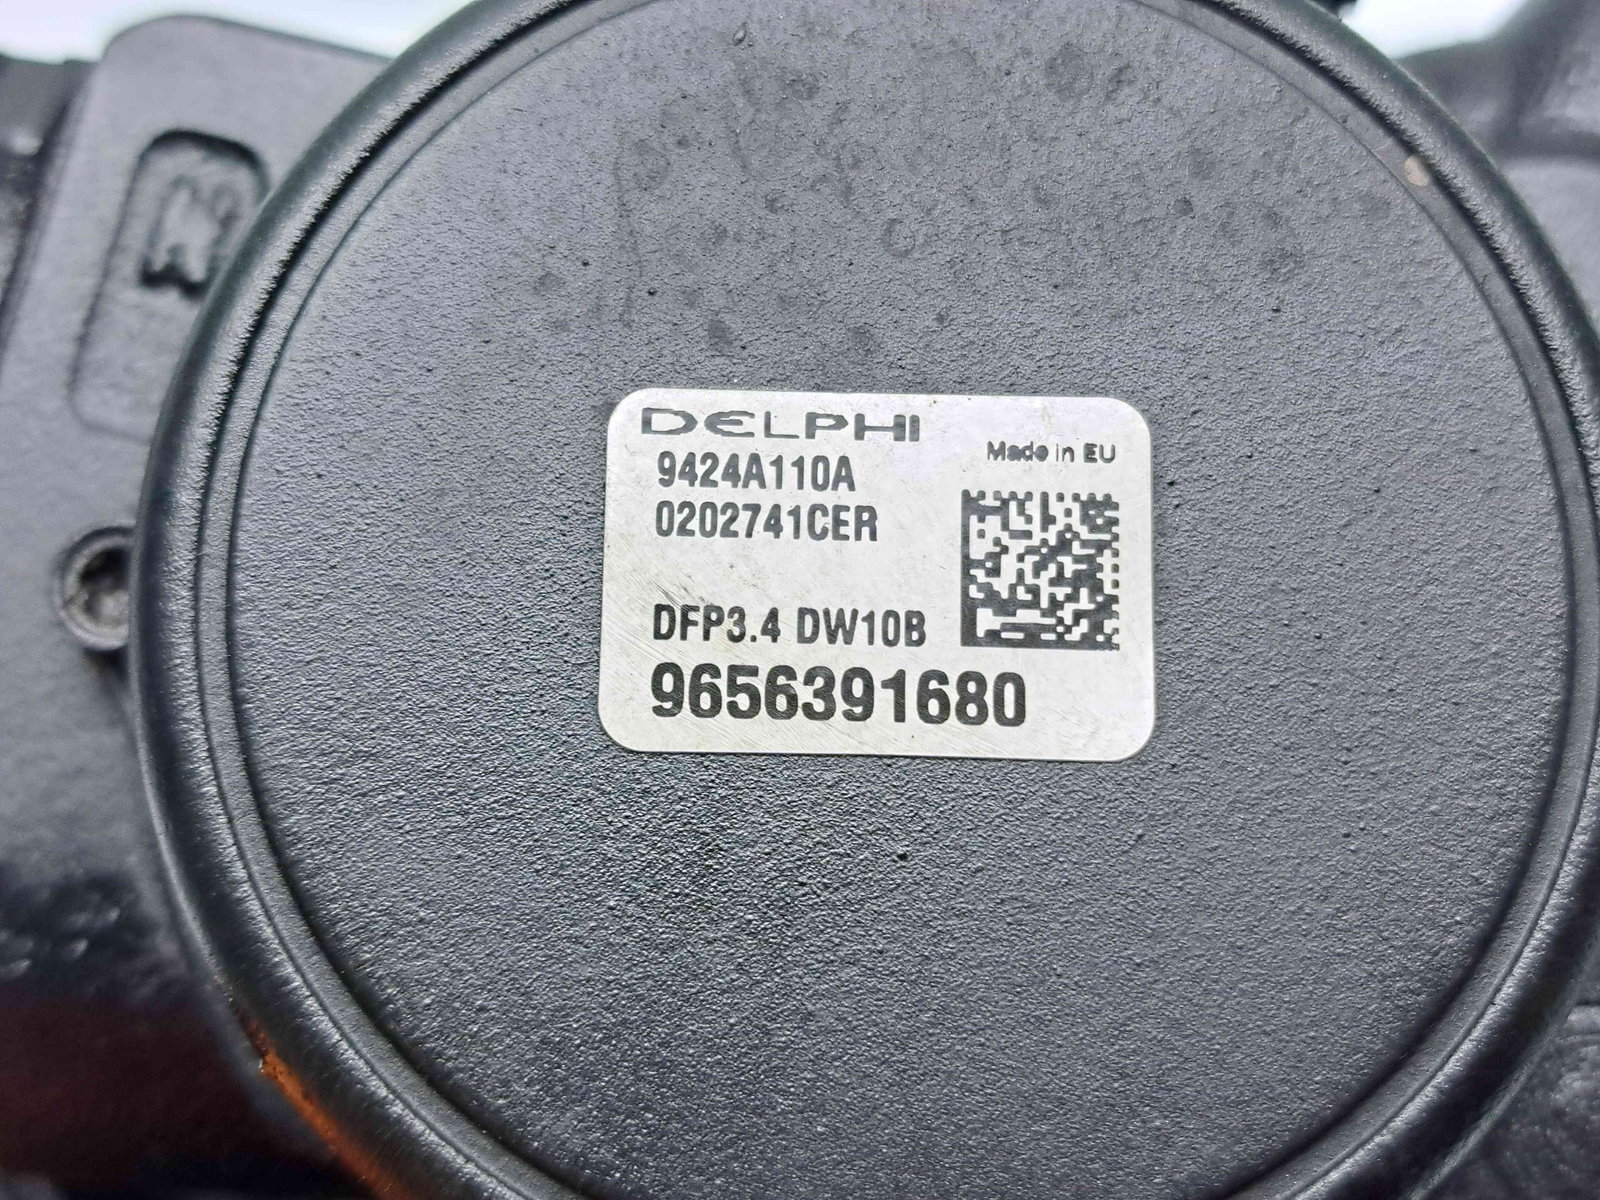 DELPHI
Made in EU
9424A110A
0202741CER
DFP3.4 DW10B
9656391680